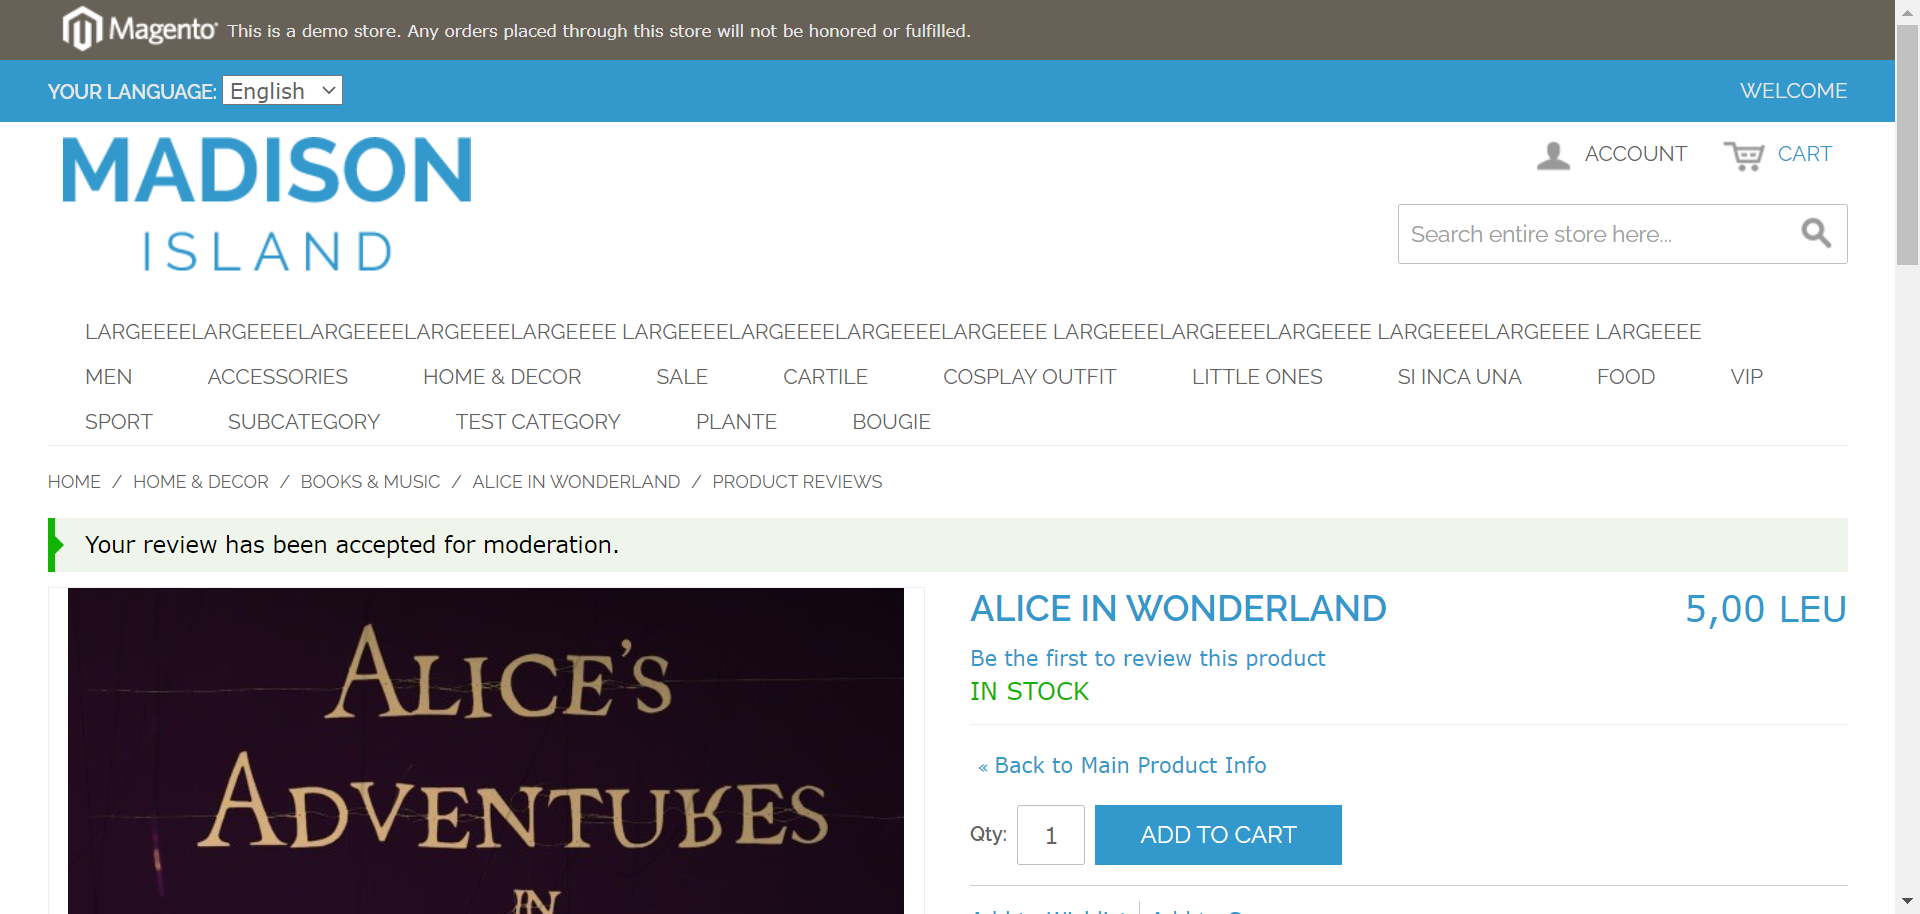 Magento This is a demo store. Any orders placed through this store will not be honored or fulfilled.
YOUR LANGUAGE: English WELCOME
MADISON
ISLAND
ACCOUNT CART
Search entire store here...
LARGEEEELARGEEEELARGEEEELARGEEEELARGEEEE LARGEEEELARGEEEELARGEEEELARGEEEE LARGEEEELARGEEEELARGEEEE LARGEEEELARGEEEE LARGEEEE
MEN ACCESSORIES HOME & DECOR SALE CARTILE COSPLAY OUTFIT LITTLE ONES SI INCA UNA FOOD VIP
SPORT SUBCATEGORY TEST CATEGORY PLANTE BOUGIE
HOME / HOME & DECOR / BOOKS & MUSIC / ALICE IN WONDERLAND / PRODUCT REVIEWS
Your review has been accepted for moderation.
ALICE'S
ADVENTURES
IN
ALICE IN WONDERLAND 5,00 LEU
Be the first to review this product
IN STOCK
« Back to Main Product Info
Qty: 1 ADD TO CART